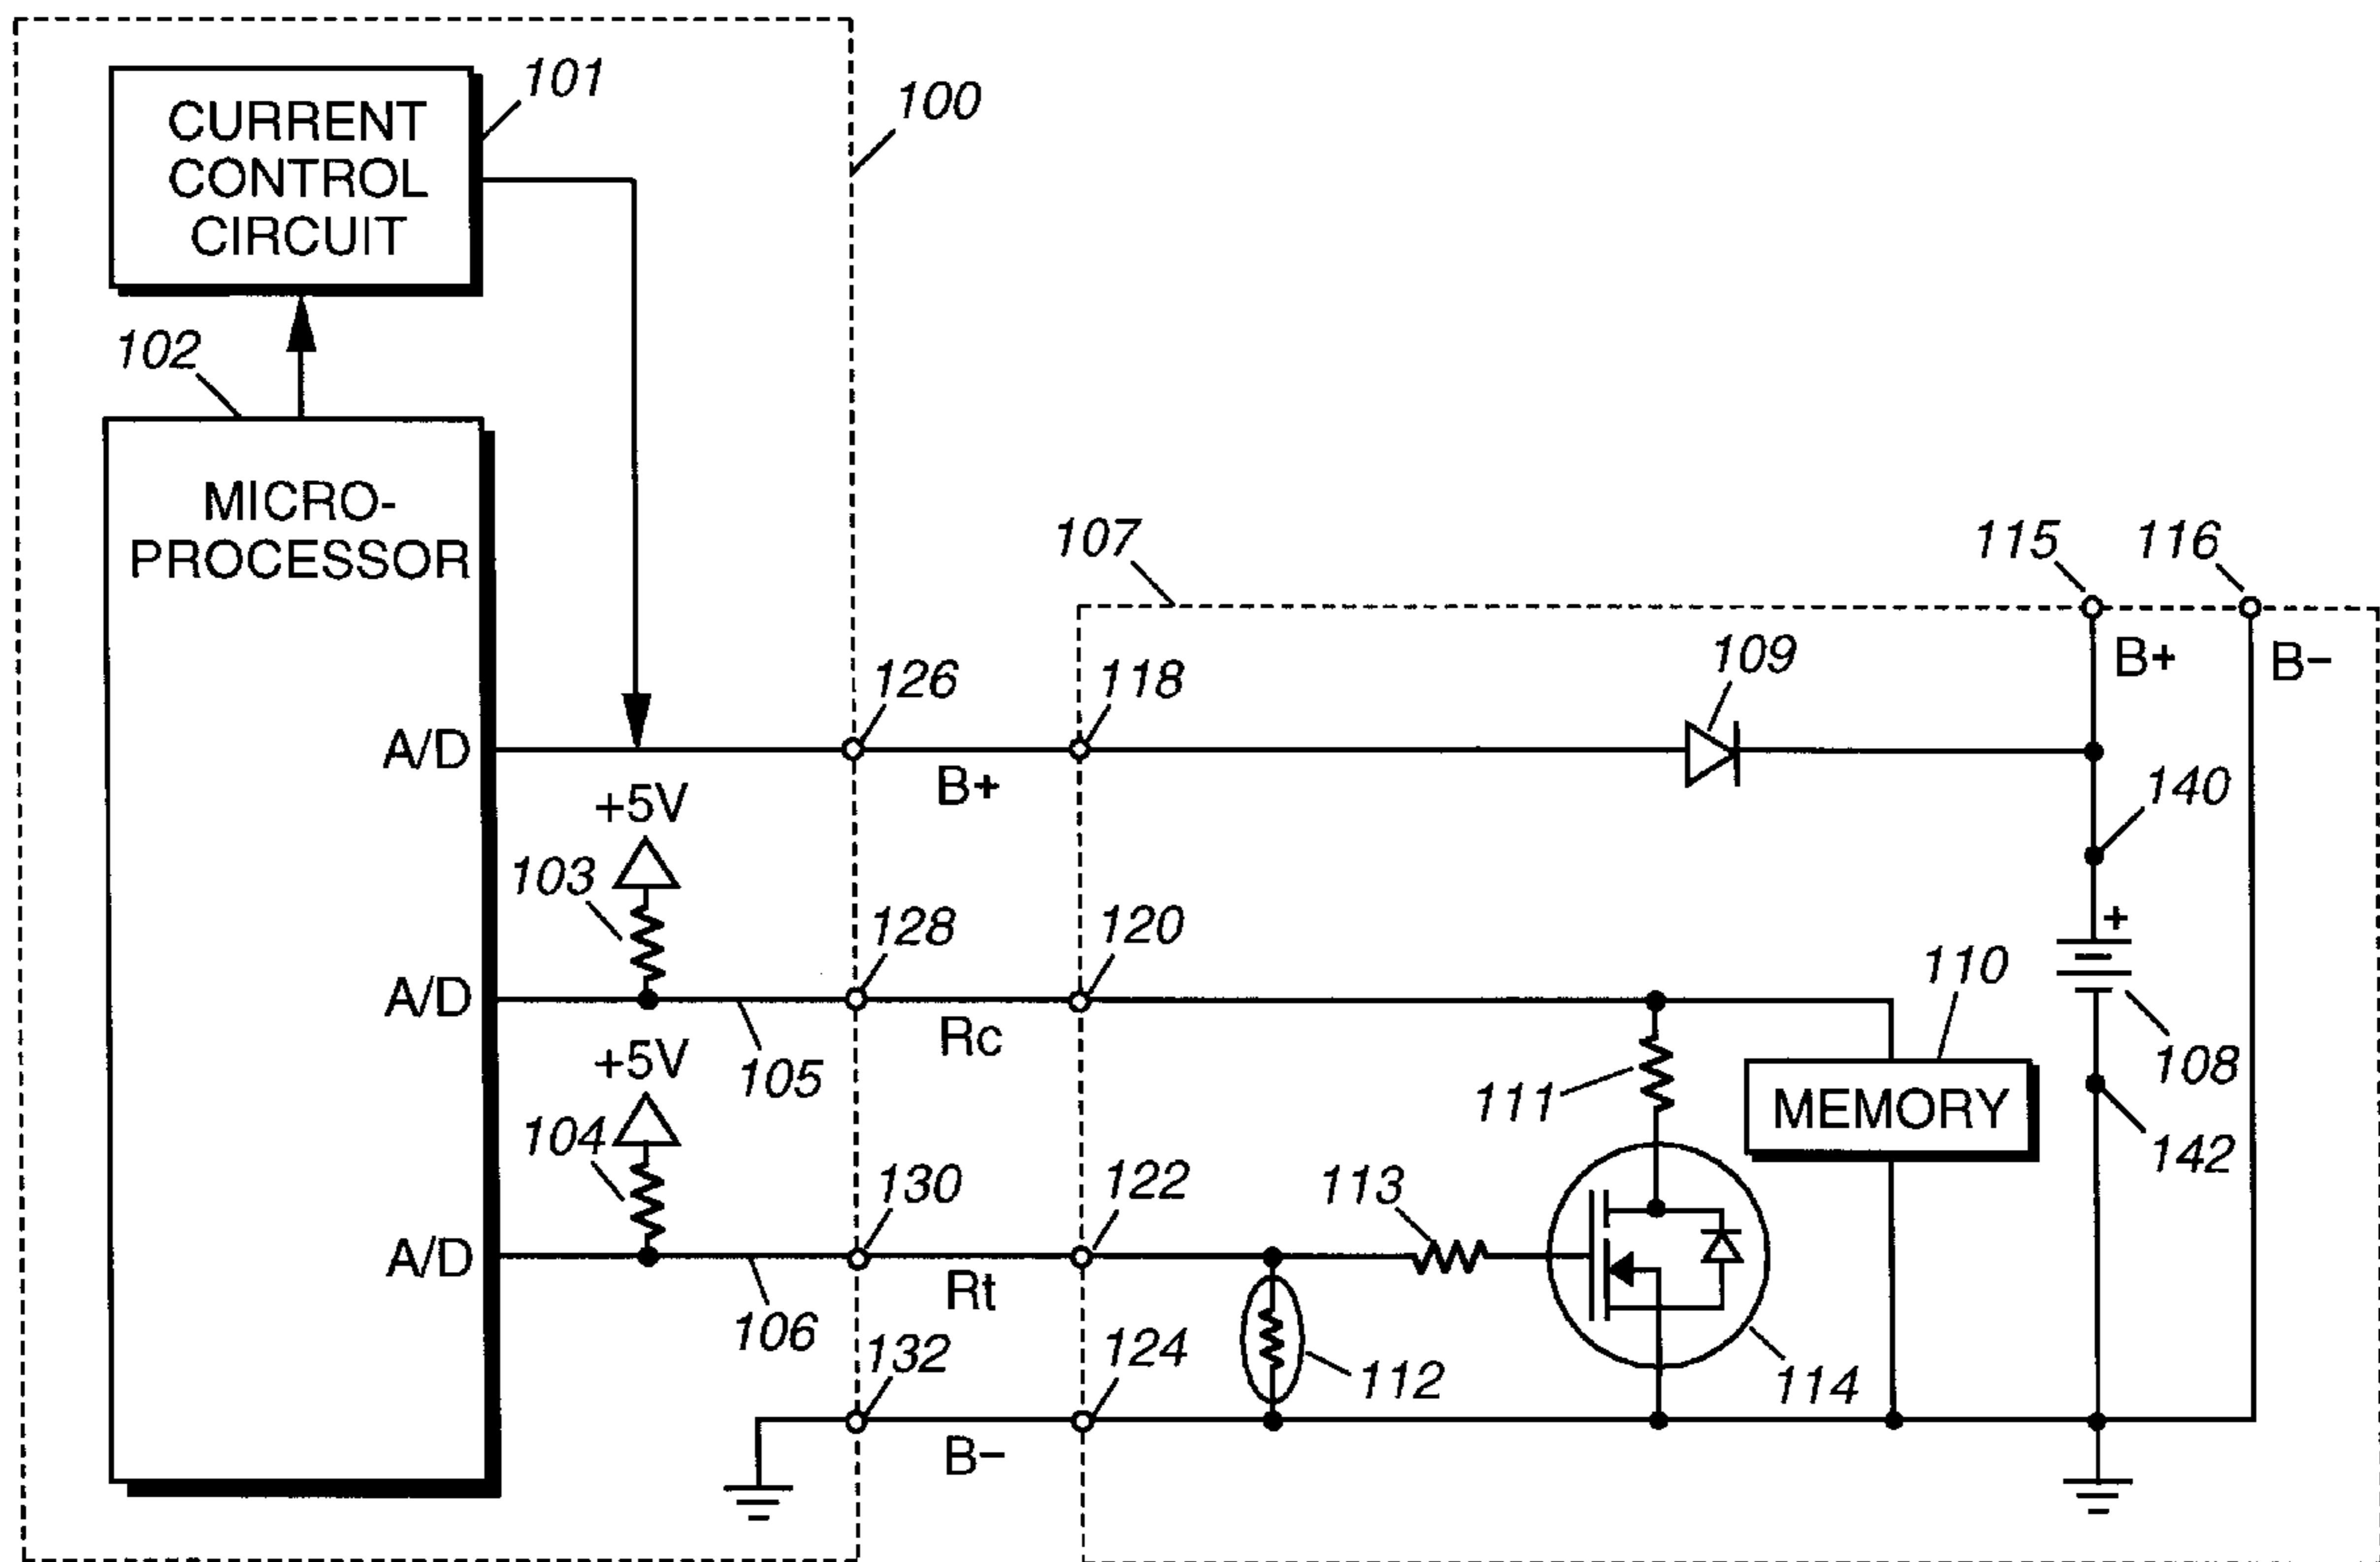 101
100
CURRENT
CONTROL
CIRCUIT
102
MICRO-
PROCESSOR
107
115
116
B+
B-
109
126
118
A/D
B+
+5V
140
103
128
120
+
110
A/D
Rc
+5V
105
111
108
MEMORY
104
142
130
122
113
A/D
Rt
106
132
124
112
114
B-